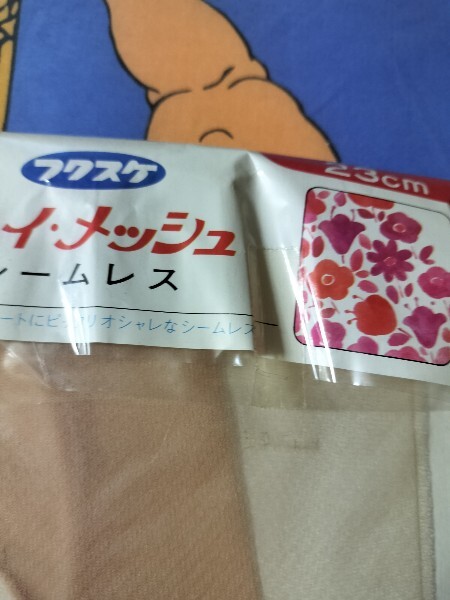 フクスケ
23cm
イ・メッシュ
シームレス
ートにピッタリオシャレなシームレス